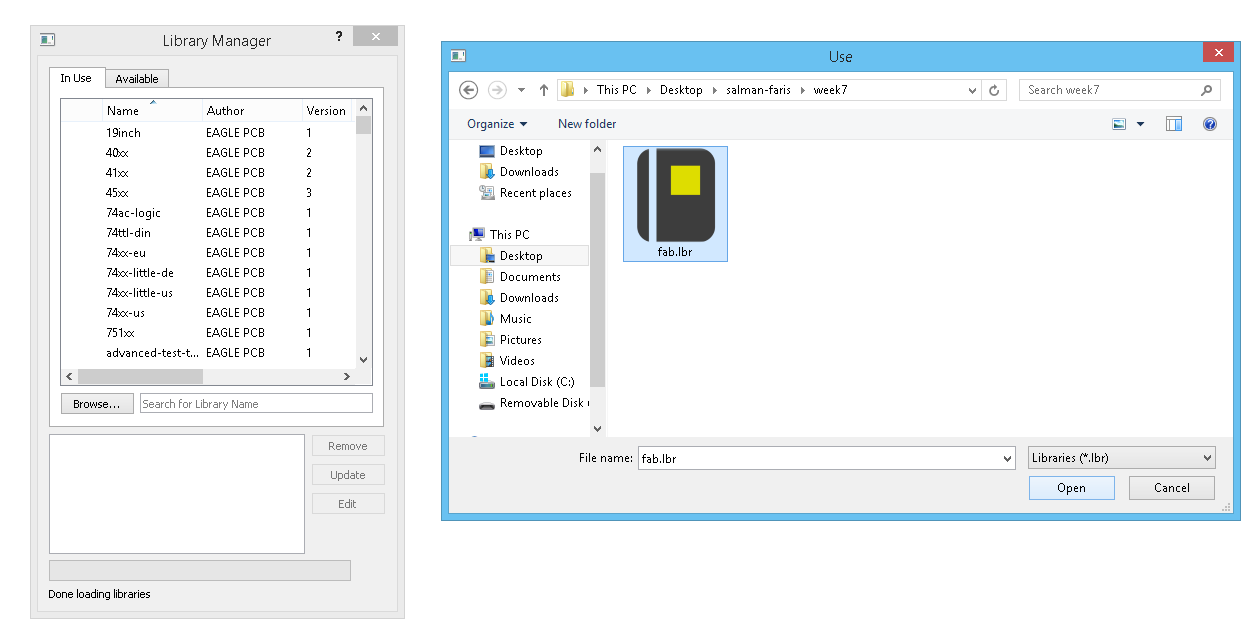 Library Manager
?
In Use
Available
Name Author Version
19inch EAGLE PCB 1
40xx EAGLE PCB 2
41xx EAGLE PCB 2
45xx EAGLE PCB 3
74ac-logic EAGLE PCB 1
74ttl-din EAGLE PCB 1
74xx-eu EAGLE PCB 1
74xx-little-de EAGLE PCB 1
74xx-little-us EAGLE PCB 1
74xx-us EAGLE PCB 1
751xx EAGLE PCB 1
advanced-test-t... EAGLE PCB 1
Browse... Search for Library Name
Remove
Update
Edit
Done loading libraries
Use
This PC Desktop salman-faris week7
Search week7
Organize New folder
?
Desktop
Downloads
Recent places
This PC
Desktop
Documents
Downloads
Music
Pictures
Videos
Local Disk (C:)
Removable Disk
fab.lbr
File name: fab.lbr Libraries (*.lbr)
Open Cancel